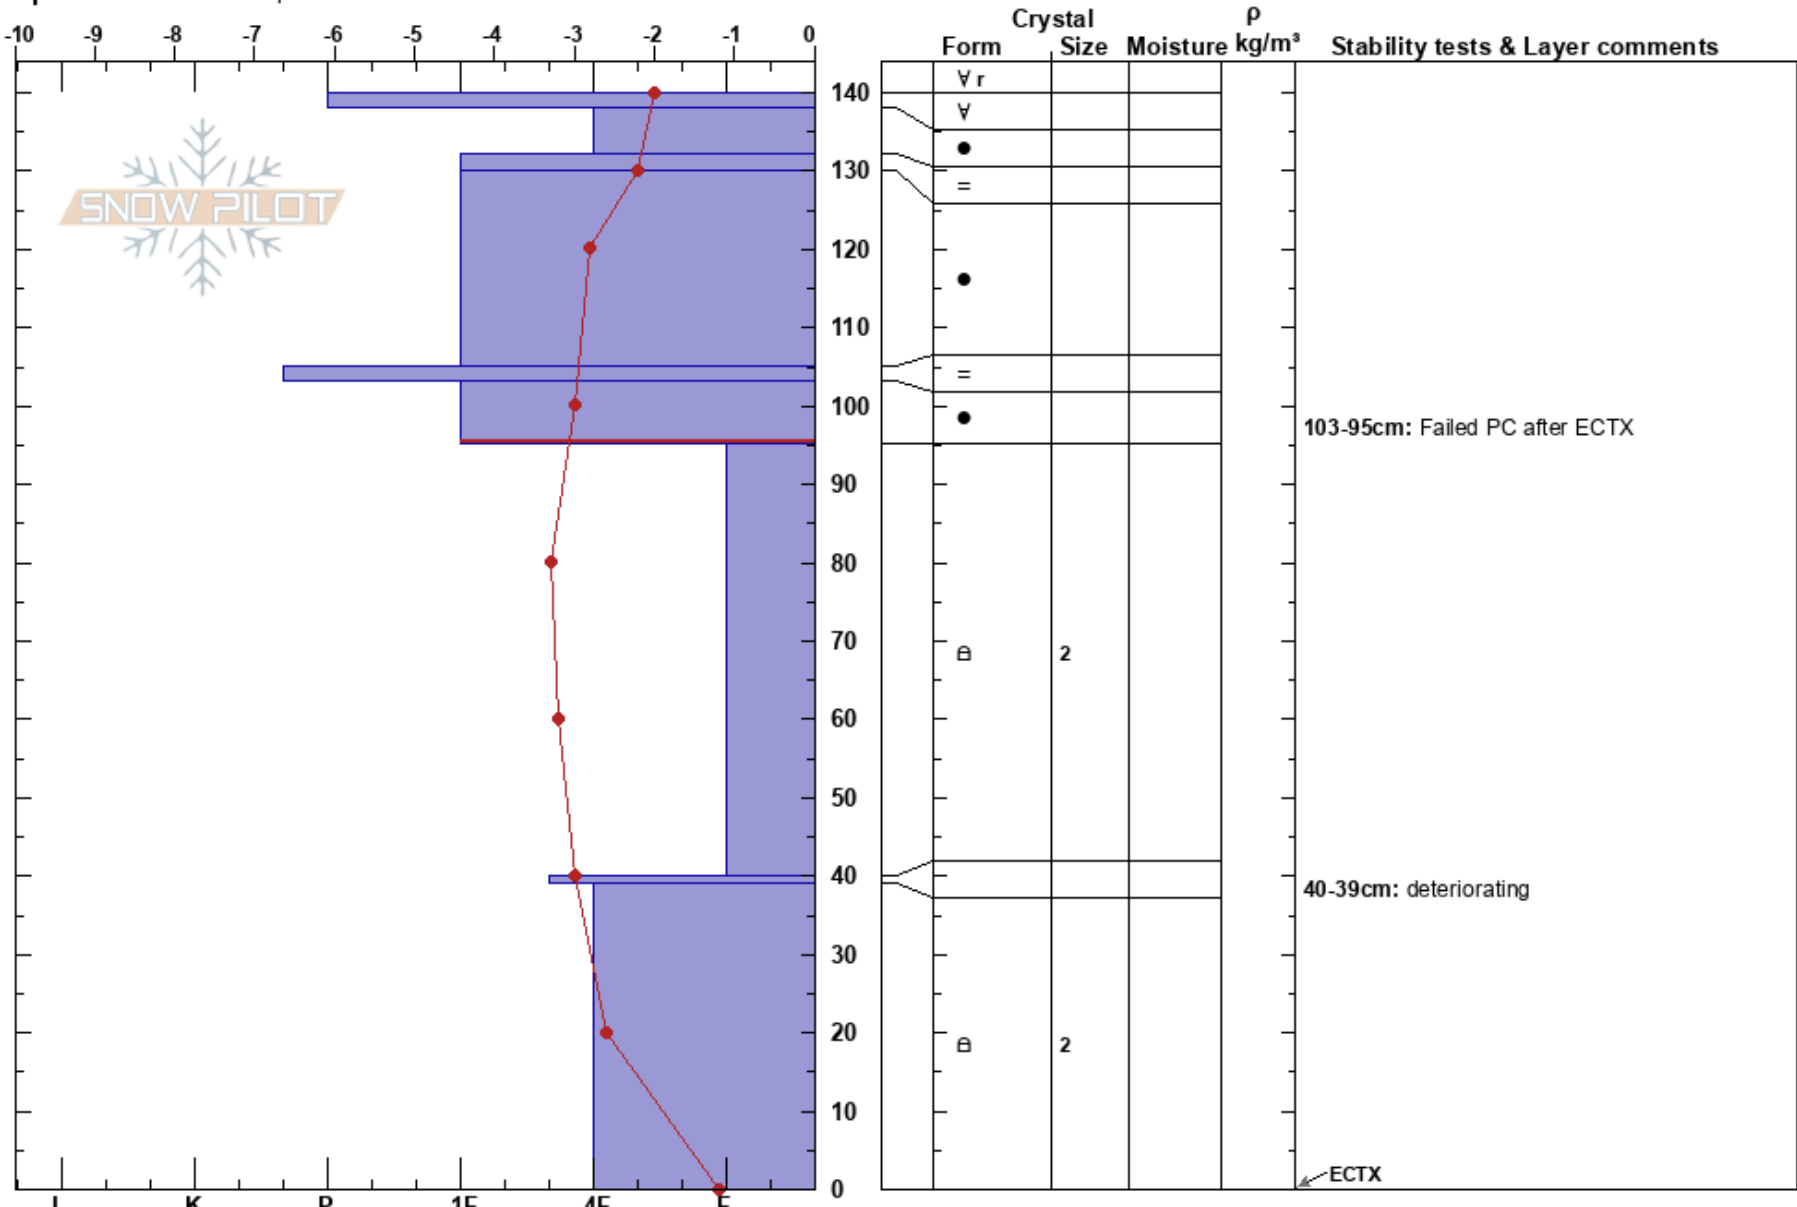 -10 -9 -8 -7 -6 -5 -4 -3 -2 -1 0
Crystal
Form Size Moisture ρ kg/m³ Stability tests & Layer comments
∀ r
140
∀
SNOW PILOT
●
130
=
120
●
110
=
100
●
103-95cm: Failed PC after ECTX
90
80
70
2
60
50
40
40-39cm: deteriorating
30
20
2
10
ECTX
0
I K P 1F 4F F